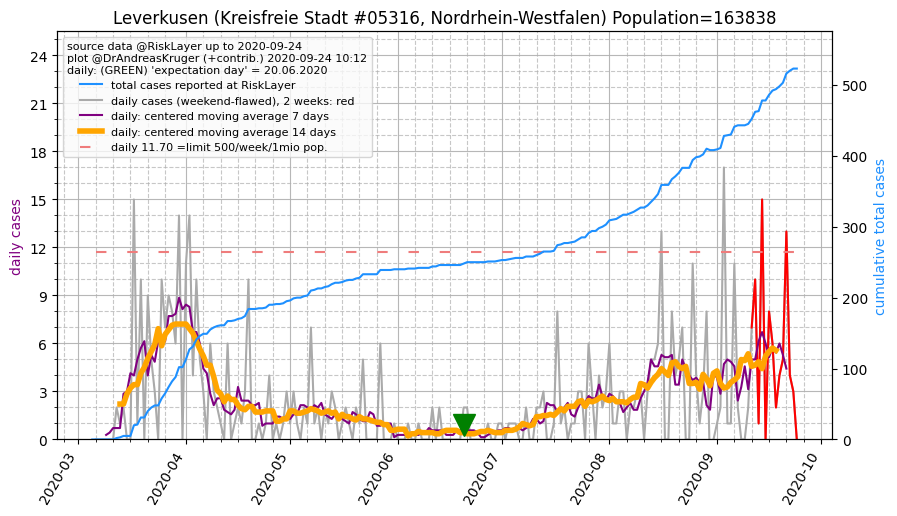 Leverkusen (Kreisfreie Stadt #05316, Nordrhein-Westfalen) Population=163838
source data @RiskLayer up to 2020-09-24
plot @DrAndreasKruger (+contrib.) 2020-09-24 10:12
daily: (GREEN) 'expectation day' = 20.06.2020
total cases reported at RiskLayer
daily cases (weekend-flawed), 2 weeks: red
daily: centered moving average 7 days
daily: centered moving average 14 days
daily 11.70 =limit 500/week/1mio pop.
daily cases
24
21
18
15
12
9
6
3
0
cumulative total cases
500
400
300
200
100
0
2020-03
2020-04
2020-05
2020-06
2020-07
2020-08
2020-09
2020-10